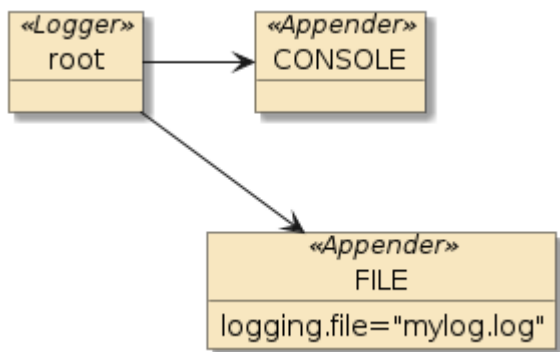 «Logger»
root
«Appender»
CONSOLE
«Appender»
FILE
logging.file="mylog.log"